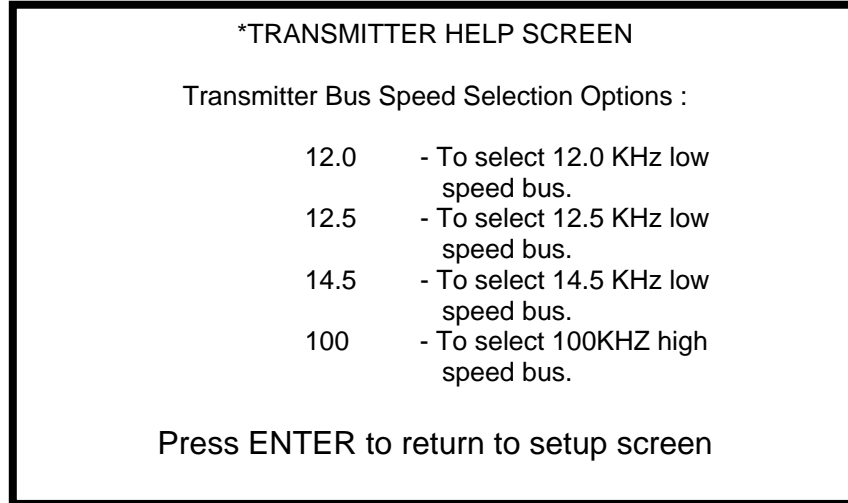 *TRANSMITTER HELP SCREEN
Transmitter Bus Speed Selection Options :
12.0 - To select 12.0 KHz low
speed bus.
12.5 - To select 12.5 KHz low
speed bus.
14.5 - To select 14.5 KHz low
speed bus.
100 - To select 100KHZ high
speed bus.
Press ENTER to return to setup screen